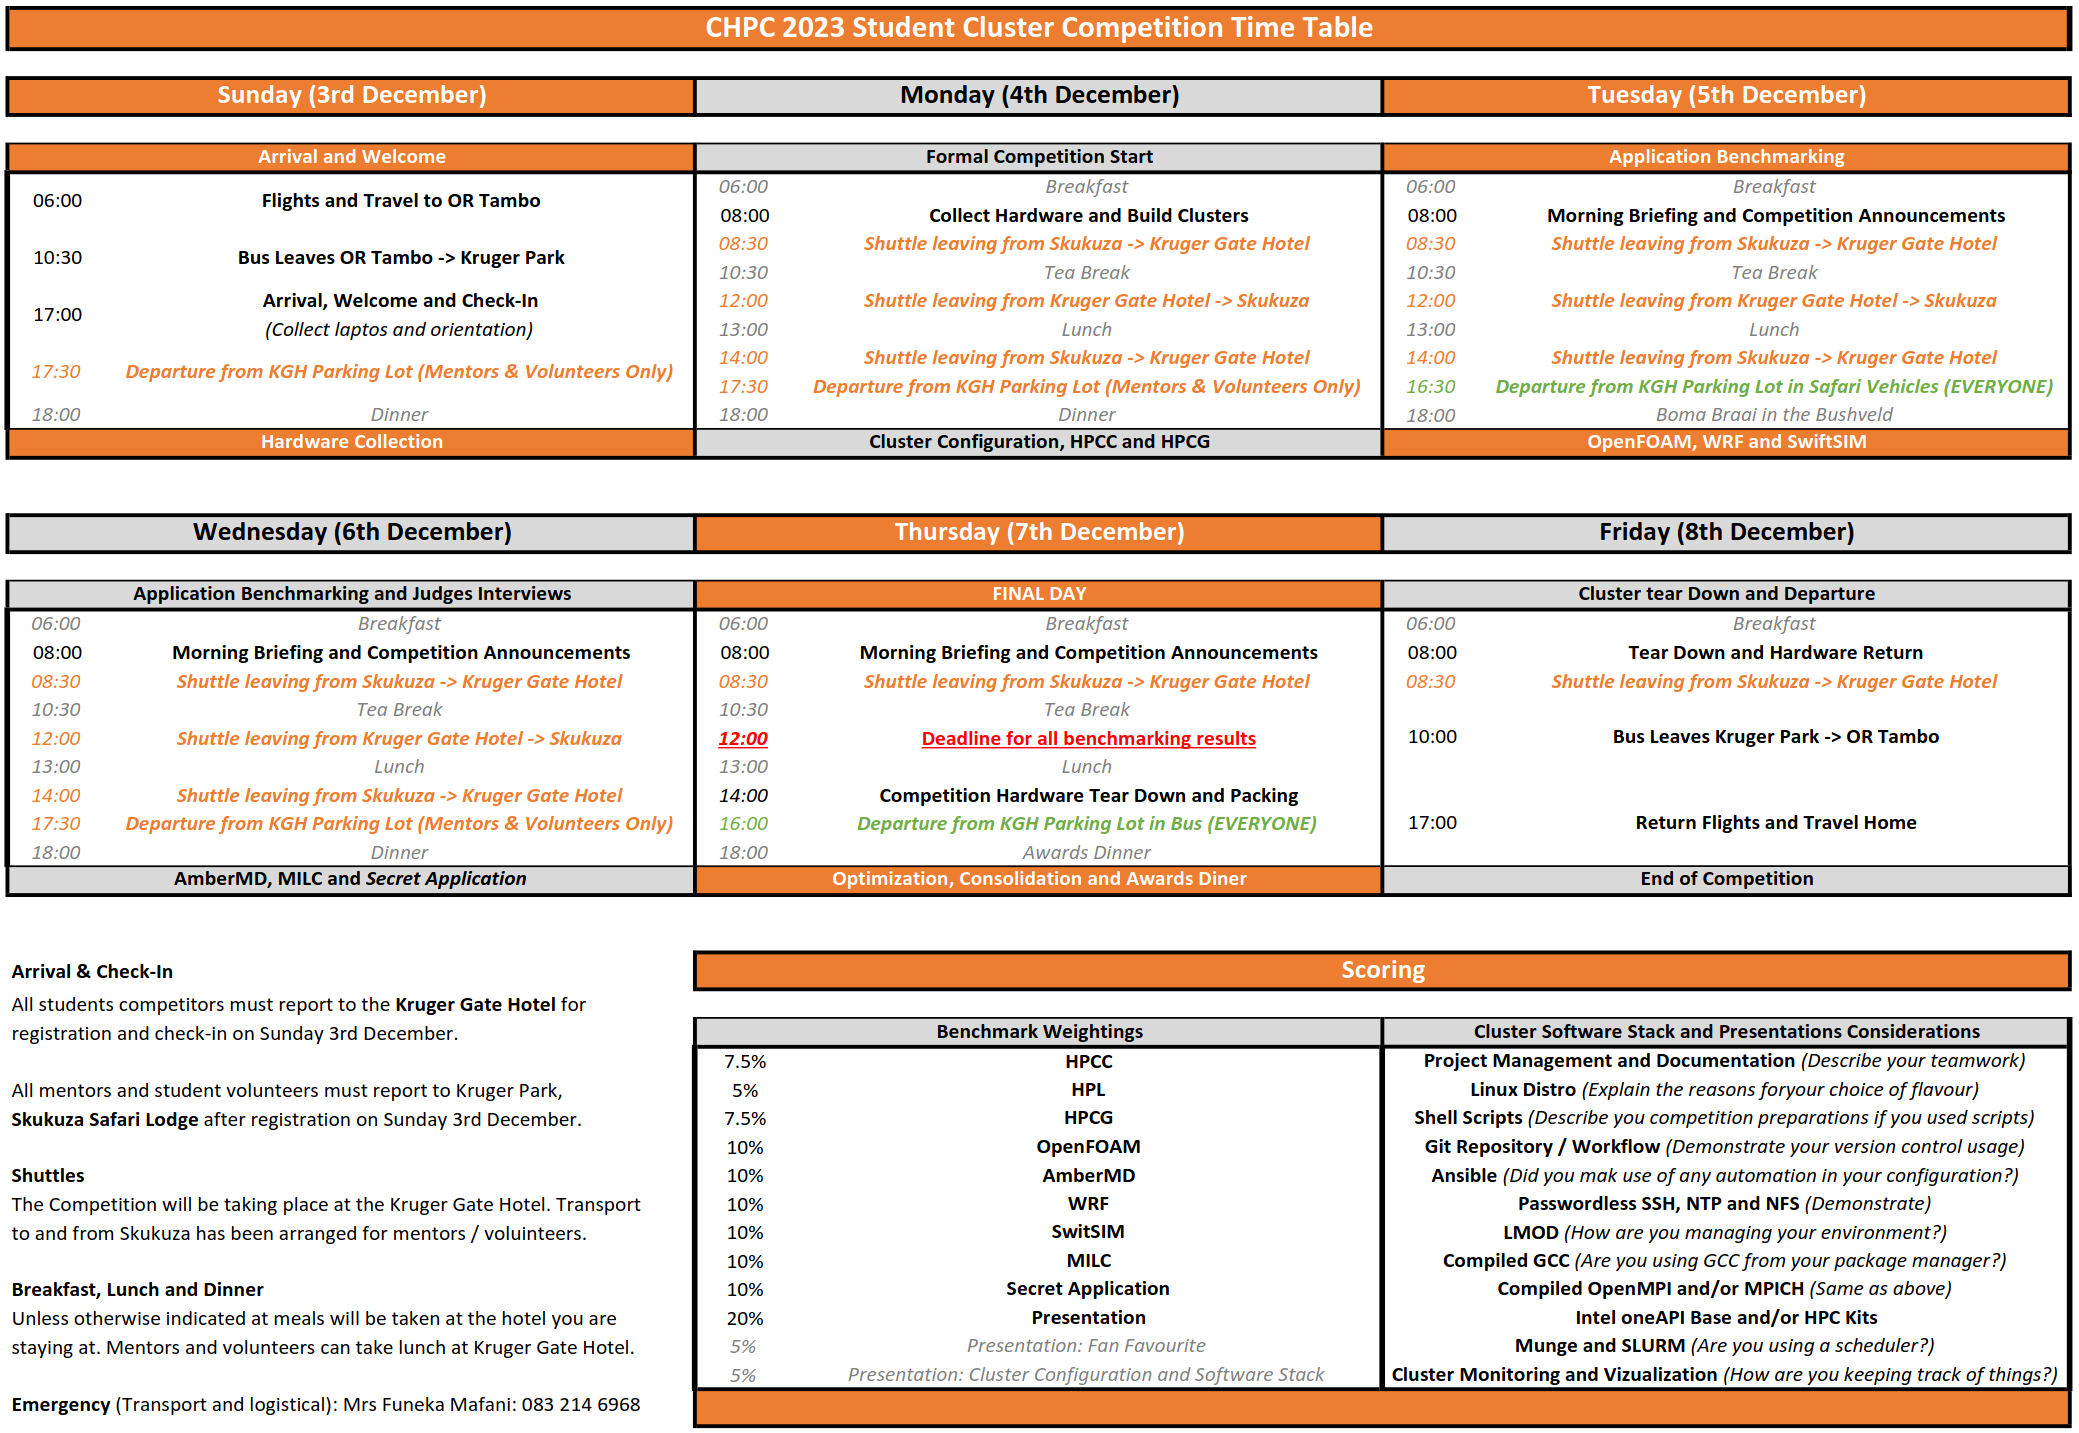 CHPC 2023 Student Cluster Competition Time Table
Sunday (3rd December)
Arrival and Welcome
06:00 Flights and Travel to OR Tambo
10:30 Bus Leaves OR Tambo -> Kruger Park
17:00 Arrival, Welcome and Check-In
(Collect laptos and orientation)
17:30 Departure from KGH Parking Lot (Mentors & Volunteers Only)
18:00 Dinner
Hardware Collection
Monday (4th December)
Formal Competition Start
06:00 Breakfast
08:00 Collect Hardware and Build Clusters
08:30 Shuttle leaving from Skukuza -> Kruger Gate Hotel
10:30 Tea Break
12:00 Shuttle leaving from Kruger Gate Hotel -> Skukuza
13:00 Lunch
14:00 Shuttle leaving from Skukuza -> Kruger Gate Hotel
17:30 Departure from KGH Parking Lot (Mentors & Volunteers Only)
18:00 Dinner
Cluster Configuration, HPCC and HPCG
Tuesday (5th December)
Application Benchmarking
06:00 Breakfast
08:00 Morning Briefing and Competition Announcements
08:30 Shuttle leaving from Skukuza -> Kruger Gate Hotel
10:30 Tea Break
12:00 Shuttle leaving from Kruger Gate Hotel -> Skukuza
13:00 Lunch
14:00 Shuttle leaving from Skukuza -> Kruger Gate Hotel
16:30 Departure from KGH Parking Lot in Safari Vehicles (EVERYONE)
18:00 Boma Braai in the Bushveld
OpenFOAM, WRF and SwiftSIM
Wednesday (6th December)
Application Benchmarking and Judges Interviews
06:00 Breakfast
08:00 Morning Briefing and Competition Announcements
08:30 Shuttle leaving from Skukuza -> Kruger Gate Hotel
10:30 Tea Break
12:00 Shuttle leaving from Kruger Gate Hotel -> Skukuza
13:00 Lunch
14:00 Shuttle leaving from Skukuza -> Kruger Gate Hotel
17:30 Departure from KGH Parking Lot (Mentors & Volunteers Only)
18:00 Dinner
AmberMD, MILC and Secret Application
Thursday (7th December)
FINAL DAY
06:00 Breakfast
08:00 Morning Briefing and Competition Announcements
08:30 Shuttle leaving from Skukuza -> Kruger Gate Hotel
10:30 Tea Break
12:00 Deadline for all benchmarking results
13:00 Lunch
14:00 Competition Hardware Tear Down and Packing
16:00 Departure from KGH Parking Lot in Bus (EVERYONE)
18:00 Awards Dinner
Optimization, Consolidation and Awards Diner
Friday (8th December)
Cluster tear Down and Departure
06:00 Breakfast
08:00 Tear Down and Hardware Return
08:30 Shuttle leaving from Skukuza -> Kruger Gate Hotel
10:00 Bus Leaves Kruger Park -> OR Tambo
17:00 Return Flights and Travel Home
End of Competition
Arrival & Check-In
All students competitors must report to the Kruger Gate Hotel for
registration and check-in on Sunday 3rd December.
All mentors and student volunteers must report to Kruger Park,
Skukuza Safari Lodge after registration on Sunday 3rd December.
Shuttles
The Competition will be taking place at the Kruger Gate Hotel. Transport
to and from Skukuza has been arranged for mentors / voluinteers.
Breakfast, Lunch and Dinner
Unless otherwise indicated at meals will be taken at the hotel you are
staying at. Mentors and volunteers can take lunch at Kruger Gate Hotel.
Emergency (Transport and logistical): Mrs Funeka Mafani: 083 214 6968
Scoring
Benchmark Weightings
7.5% HPCC
5% HPL
7.5% HPCG
10% OpenFOAM
10% AmberMD
10% WRF
10% SwitSIM
10% MILC
10% Secret Application
20% Presentation
5% Presentation: Fan Favourite
5% Presentation: Cluster Configuration and Software Stack
Cluster Software Stack and Presentations Considerations
Project Management and Documentation (Describe your teamwork)
Linux Distro (Explain the reasons foryour choice of flavour)
Shell Scripts (Describe you competition preparations if you used scripts)
Git Repository / Workflow (Demonstrate your version control usage)
Ansible (Did you mak use of any automation in your configuration?)
Passwordless SSH, NTP and NFS (Demonstrate)
LMOD (How are you managing your environment?)
Compiled GCC (Are you using GCC from your package manager?)
Compiled OpenMPI and/or MPICH (Same as above)
Intel oneAPI Base and/or HPC Kits
Munge and SLURM (Are you using a scheduler?)
Cluster Monitoring and Vizualization (How are you keeping track of things?)